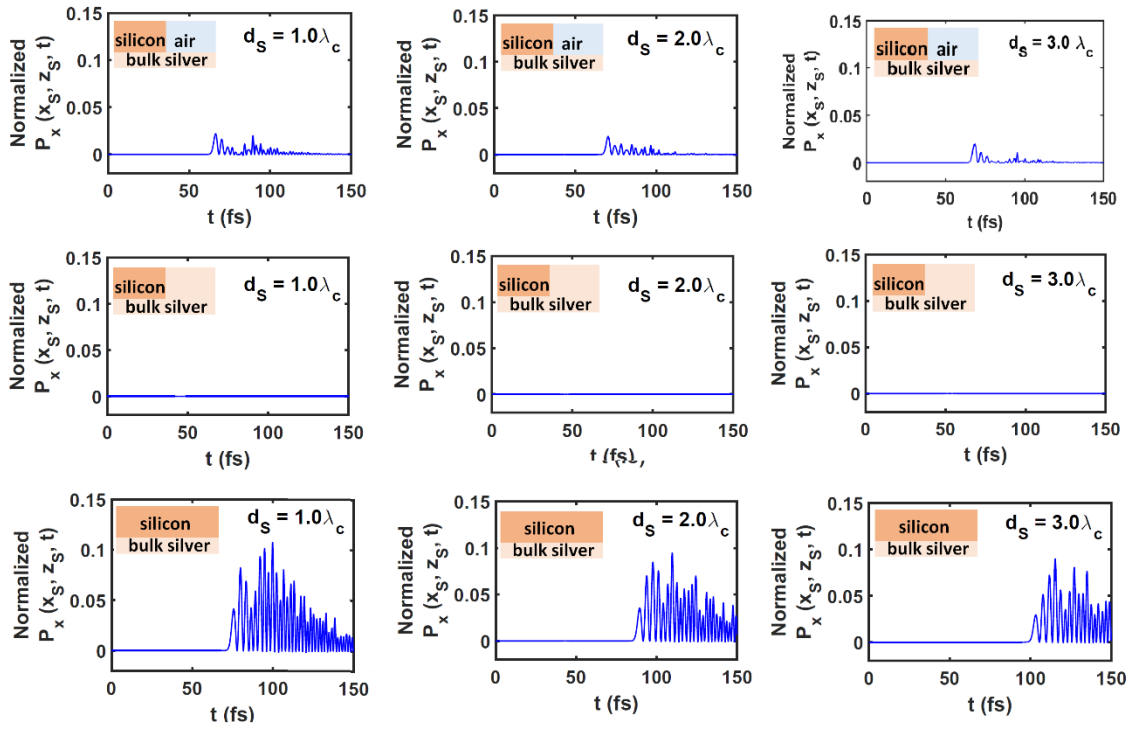 silicon air
bulk silver
d_S = 1.0λ_c
Normalized
P_x (x_S, z_S, t)
0.15
0.1
0.05
0
0 50 100 150
t (fs)
silicon air
bulk silver
d_S = 2.0λ_c
Normalized
P_x (x_S, z_S, t)
0.15
0.1
0.05
0
0 50 100 150
t (fs)
silicon air
bulk silver
d_S = 3.0 λ_c
Normalized
P_x (x_S, z_S, t)
0.15
0.1
0.05
0
0 50 100 150
t (fs)
silicon
bulk silver
d_S = 1.0λ_c
Normalized
P_x (x_S, z_S, t)
0.15
0.1
0.05
0
0 50 100 150
t (fs)
silicon
bulk silver
d_S = 2.0λ_c
Normalized
P_x (x_S, z_S, t)
0.15
0.1
0.05
0
0 50 100 150
t (fs)
silicon
bulk silver
d_S = 3.0λ_c
Normalized
P_x (x_S, z_S, t)
0.15
0.1
0.05
0
0 50 100 150
t (fs)
silicon
bulk silver
d_S = 1.0λ_c
Normalized
P_x (x_S, z_S, t)
0.15
0.1
0.05
0
0 50 100 150
t (fs)
silicon
bulk silver
d_S = 2.0λ_c
Normalized
P_x (x_S, z_S, t)
0.15
0.1
0.05
0
0 50 100 150
t (fs)
silicon
bulk silver
d_S = 3.0λ_c
Normalized
P_x (x_S, z_S, t)
0.15
0.1
0.05
0
0 50 100 150
t (fs)